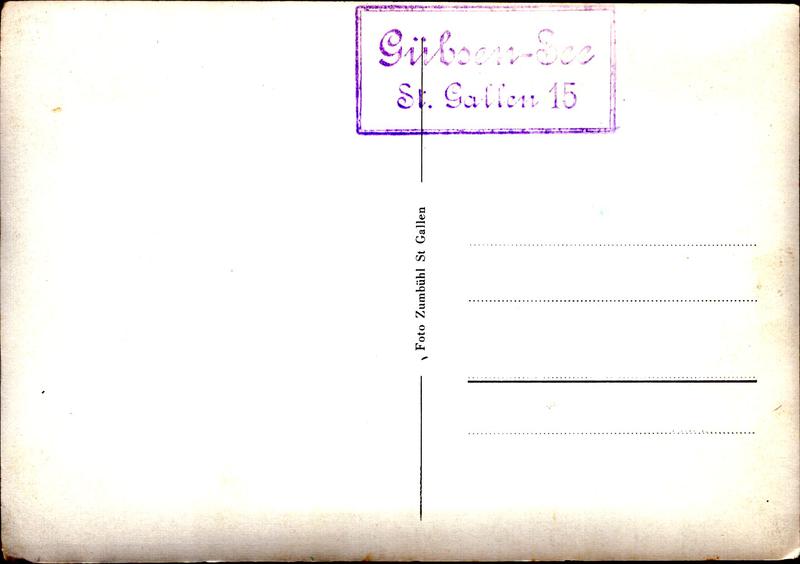 Gübsen-See
St. Gallen 15
Foto Zumbühl St Gallen